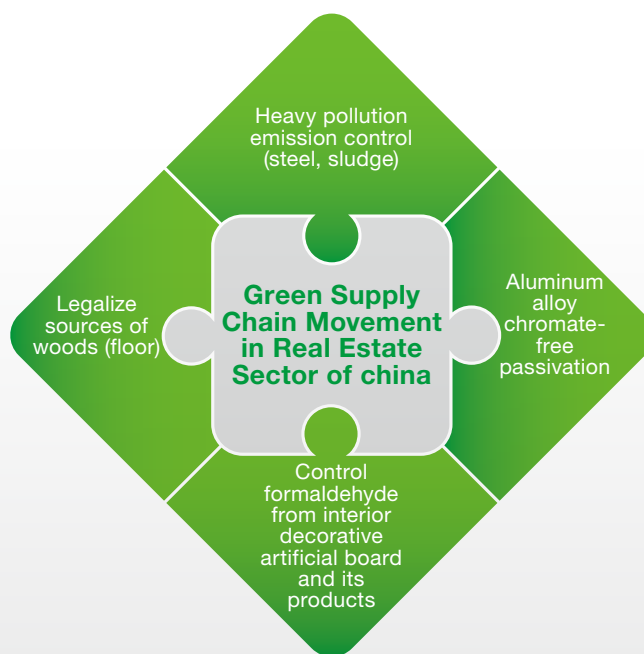 Heavy pollution
emission control
(steel, sludge)
Legalize
sources of
woods (floor)
Green Supply
Chain Movement
in Real Estate
Sector of china
Aluminum
alloy
chromate-
free
passivation
Control
formaldehyde
from interior
decorative
artificial board
and its
products